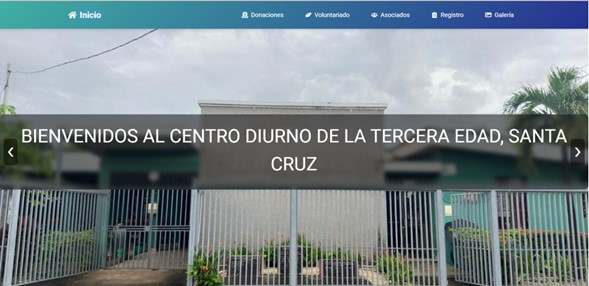 Inicio
Donaciones
Voluntariado
Asociados
Registro
Galería
BIENVENIDOS AL CENTRO DIURNO DE LA TERCERA EDAD, SANTA
CRUZ